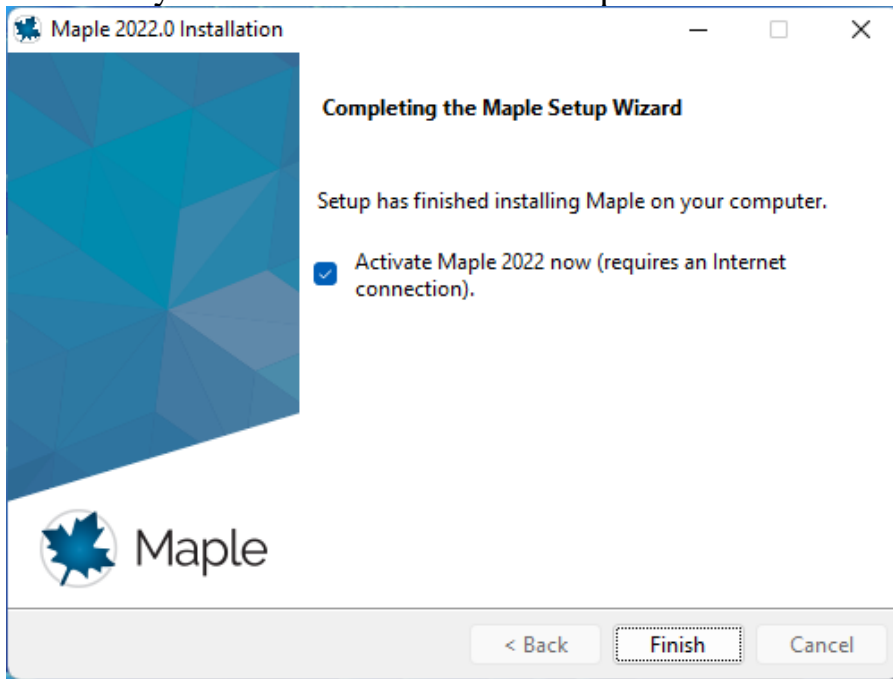 Maple 2022.0 Installation
Completing the Maple Setup Wizard
Setup has finished installing Maple on your computer.
Activate Maple 2022 now (requires an Internet
connection).
Maple
< Back Finish Cancel